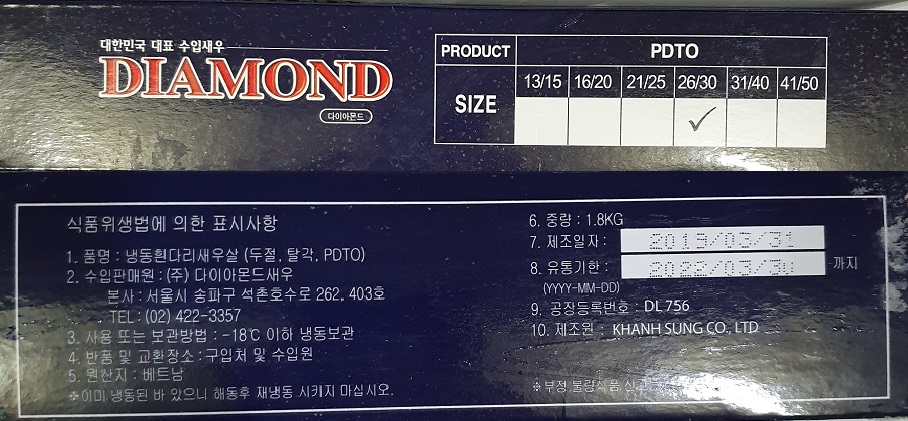 대한민국 대표 수입새우
DIAMOND
다이아몬드
PRODUCT PDTO
SIZE 13/15 16/20 21/25 26/30 31/40 41/50
✓
식품위생법에 의한 표시사항
1. 품명 : 냉동흰다리새우살 (두절, 탈각, PDTO)
2. 수입판매원 : (주) 다이아몬드새우
본사 : 서울시 송파구 석촌호수로 262, 403호
TEL : (02) 422-3357
3. 사용 또는 보관방법 : -18℃ 이하 냉동보관
4. 반품 및 교환장소 : 구입처 및 수입원
5. 원산지 : 베트남
※이미 냉동된 바 있으니 해동후 재냉동 시키지 마십시오.
6. 중량 : 1.8KG
7. 제조일자 : 2019/03/31
8. 유통기한 : 2022/03/30 까지
(YYYY-MM-DD)
9. 공장등록번호 : DL 756
10. 제조원 : KHANH SUNG CO., LTD
※부정·불량식품 신고